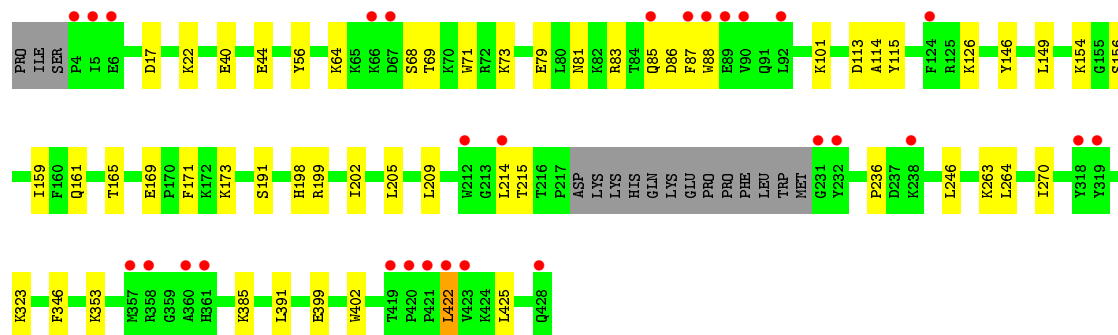 PRO ILE SER P4 I5 E6 D17 K22 E40 E44 Y56 K64 K65 K66 D67 S68 T69 K70 W71 R72 K73 E79 L80 N81 K82 R83 T84 Q85 D86 F87 W88 E89 V90 Q91 L92 K101 D113 A114 Y115 F124 R125 K126 Y146 L149 K154 G155 S156
I159 F160 Q161 T165 E169 P170 F171 K172 K173 S191 H198 R199 I202 L205 L209 W212 G213 L214 T215 T216 P217 ASP LYS LYS HIS GLN LYS GLU PRO PRO PHE LEU TRP MET G231 Y232 P236 D237 K238 L246 K263 L264 I270 Y318 Y319
K323 F346 K353 M357 R358 G359 A360 H361 K385 L391 E399 W402 T419 P420 P421 L422 V423 K424 L425 Q428